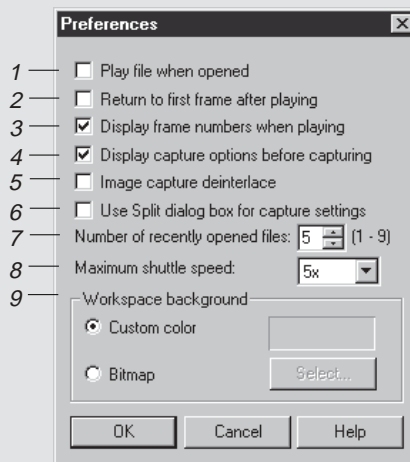 Preferences
1 Play file when opened
2 Return to first frame after playing
3 Display frame numbers when playing
4 Display capture options before capturing
5 Image capture deinterlace
6 Use Split dialog box for capture settings
7 Number of recently opened files: 5 (1 - 9)
8 Maximum shuttle speed: 5x
9 Workspace background
Custom color
Bitmap Select...
OK Cancel Help